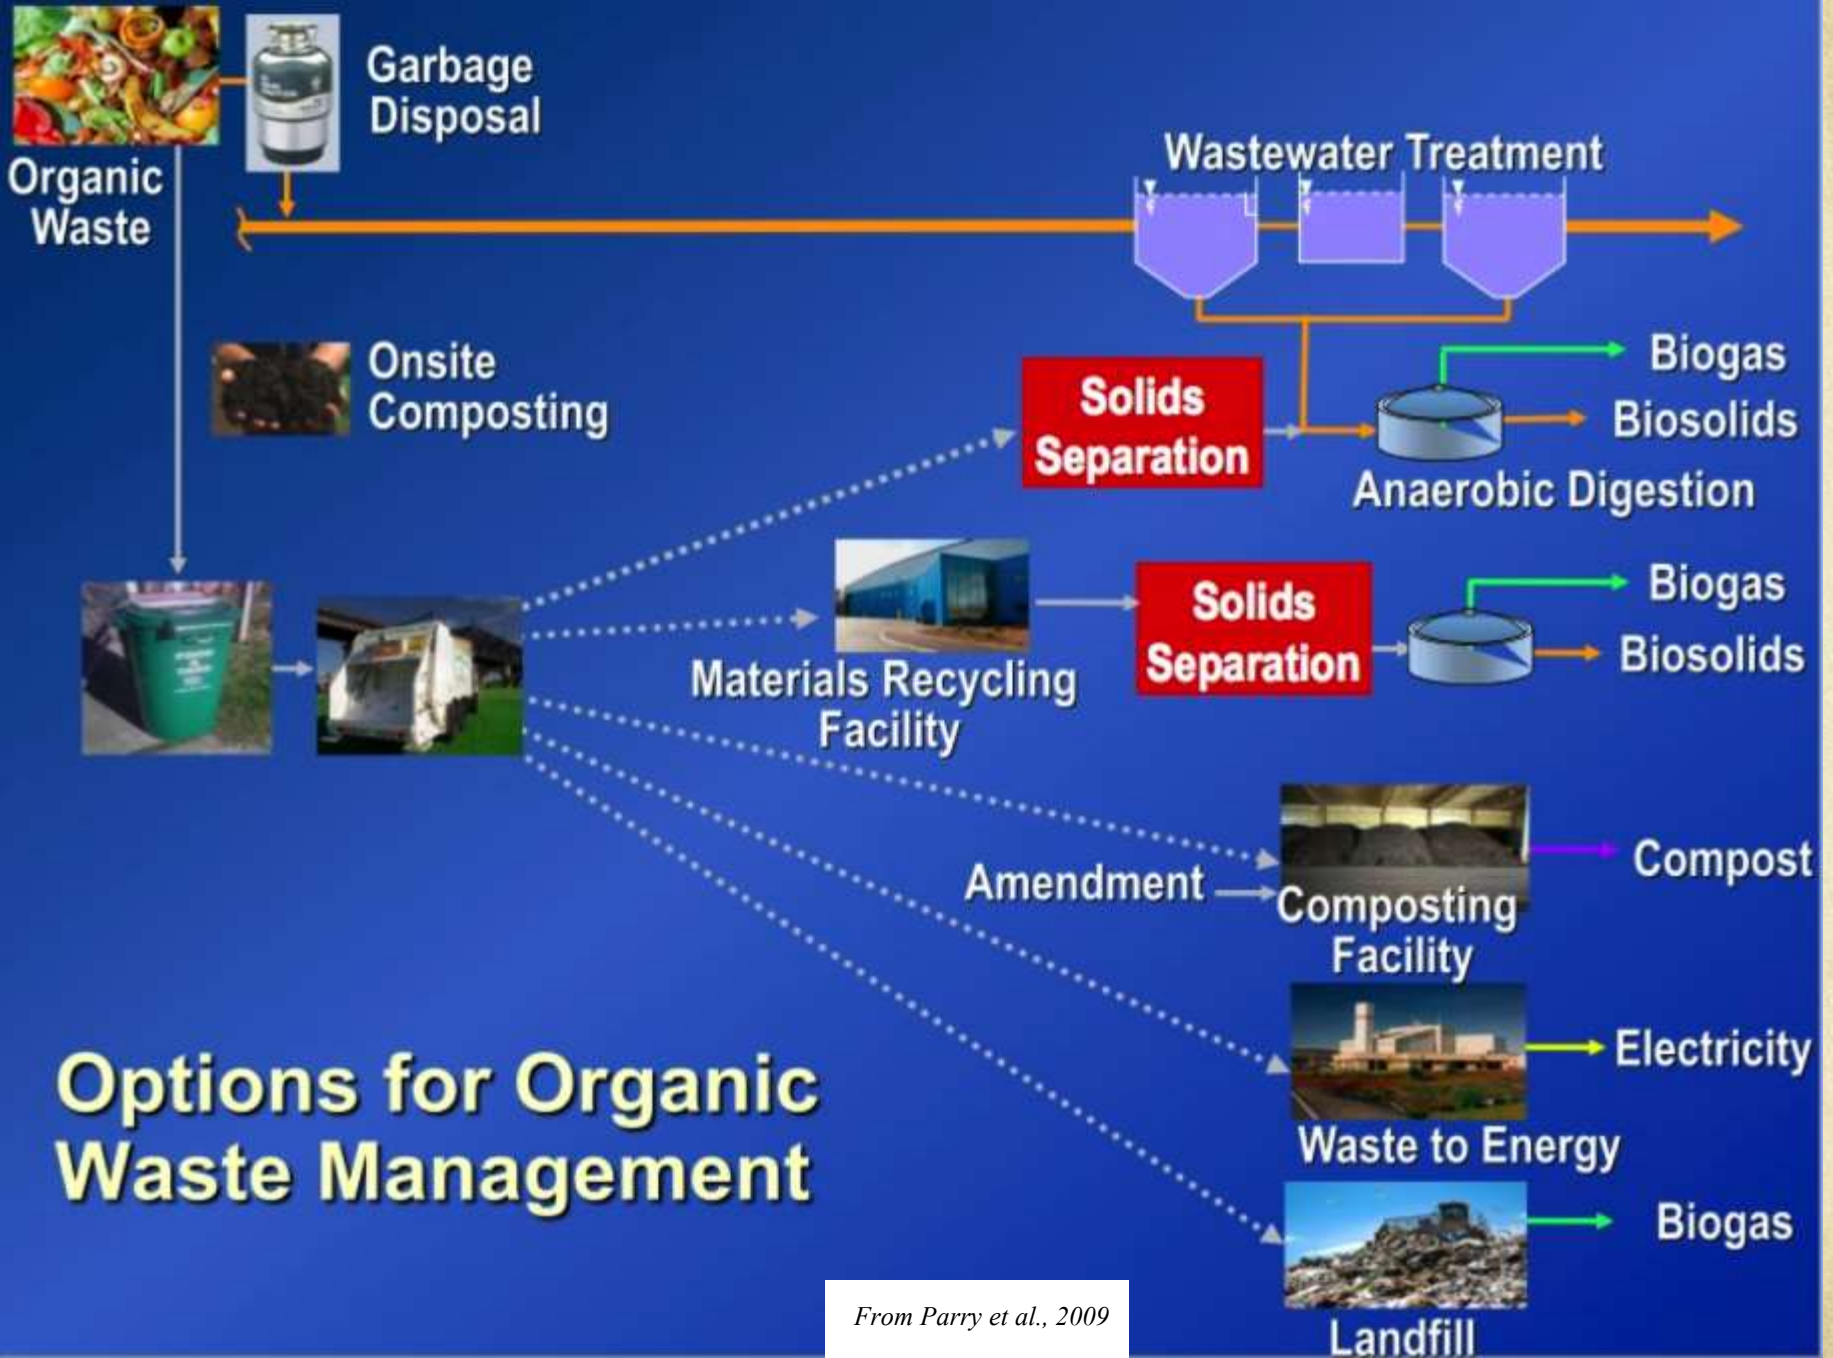 Garbage
Disposal
Organic
Waste
Wastewater Treatment
Onsite
Composting
Solids
Separation
Biogas
Biosolids
Anaerobic Digestion
Materials Recycling
Facility
Solids
Separation
Biogas
Biosolids
Amendment
Composting
Facility
Compost
Electricity
Waste to Energy
Biogas
Landfill
Options for Organic
Waste Management
From Parry et al., 2009